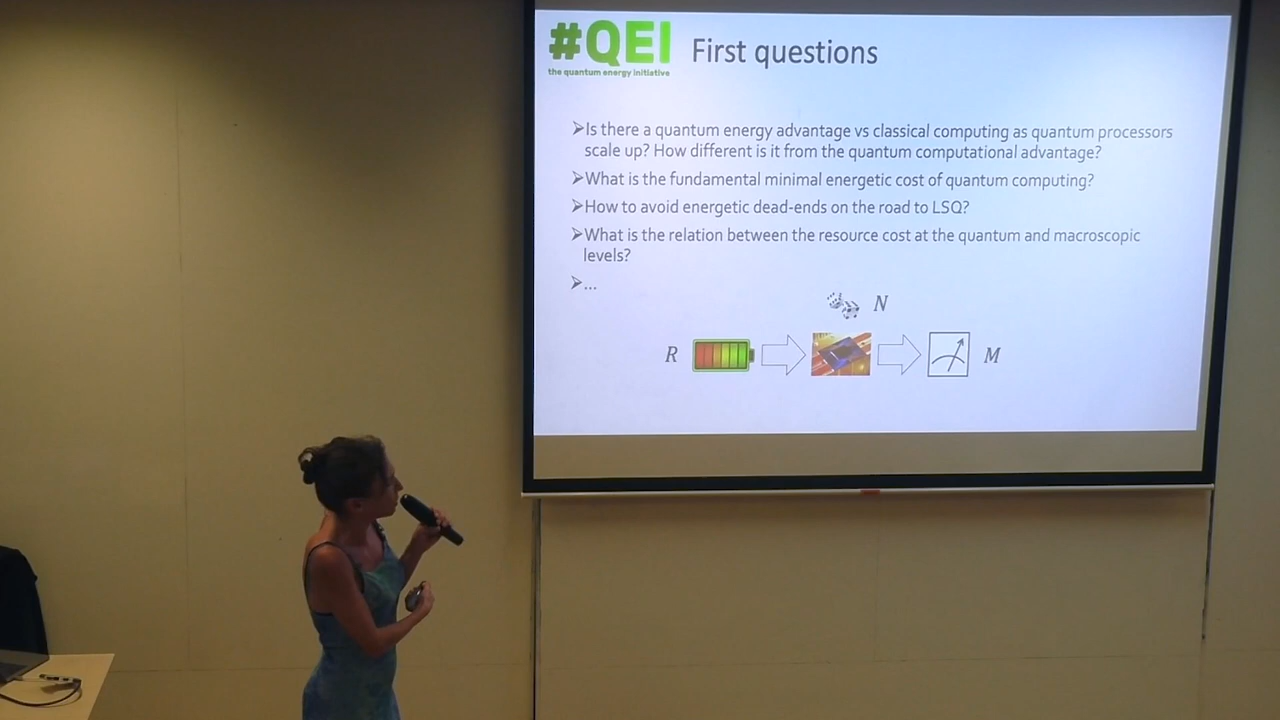 #QEI
the quantum energy initiative
First questions
➤Is there a quantum energy advantage vs classical computing as quantum processors
scale up? How different is it from the quantum computational advantage?
➤What is the fundamental minimal energetic cost of quantum computing?
➤How to avoid energetic dead-ends on the road to LSQ?
➤What is the relation between the resource cost at the quantum and macroscopic
levels?
➤...
N
R
M